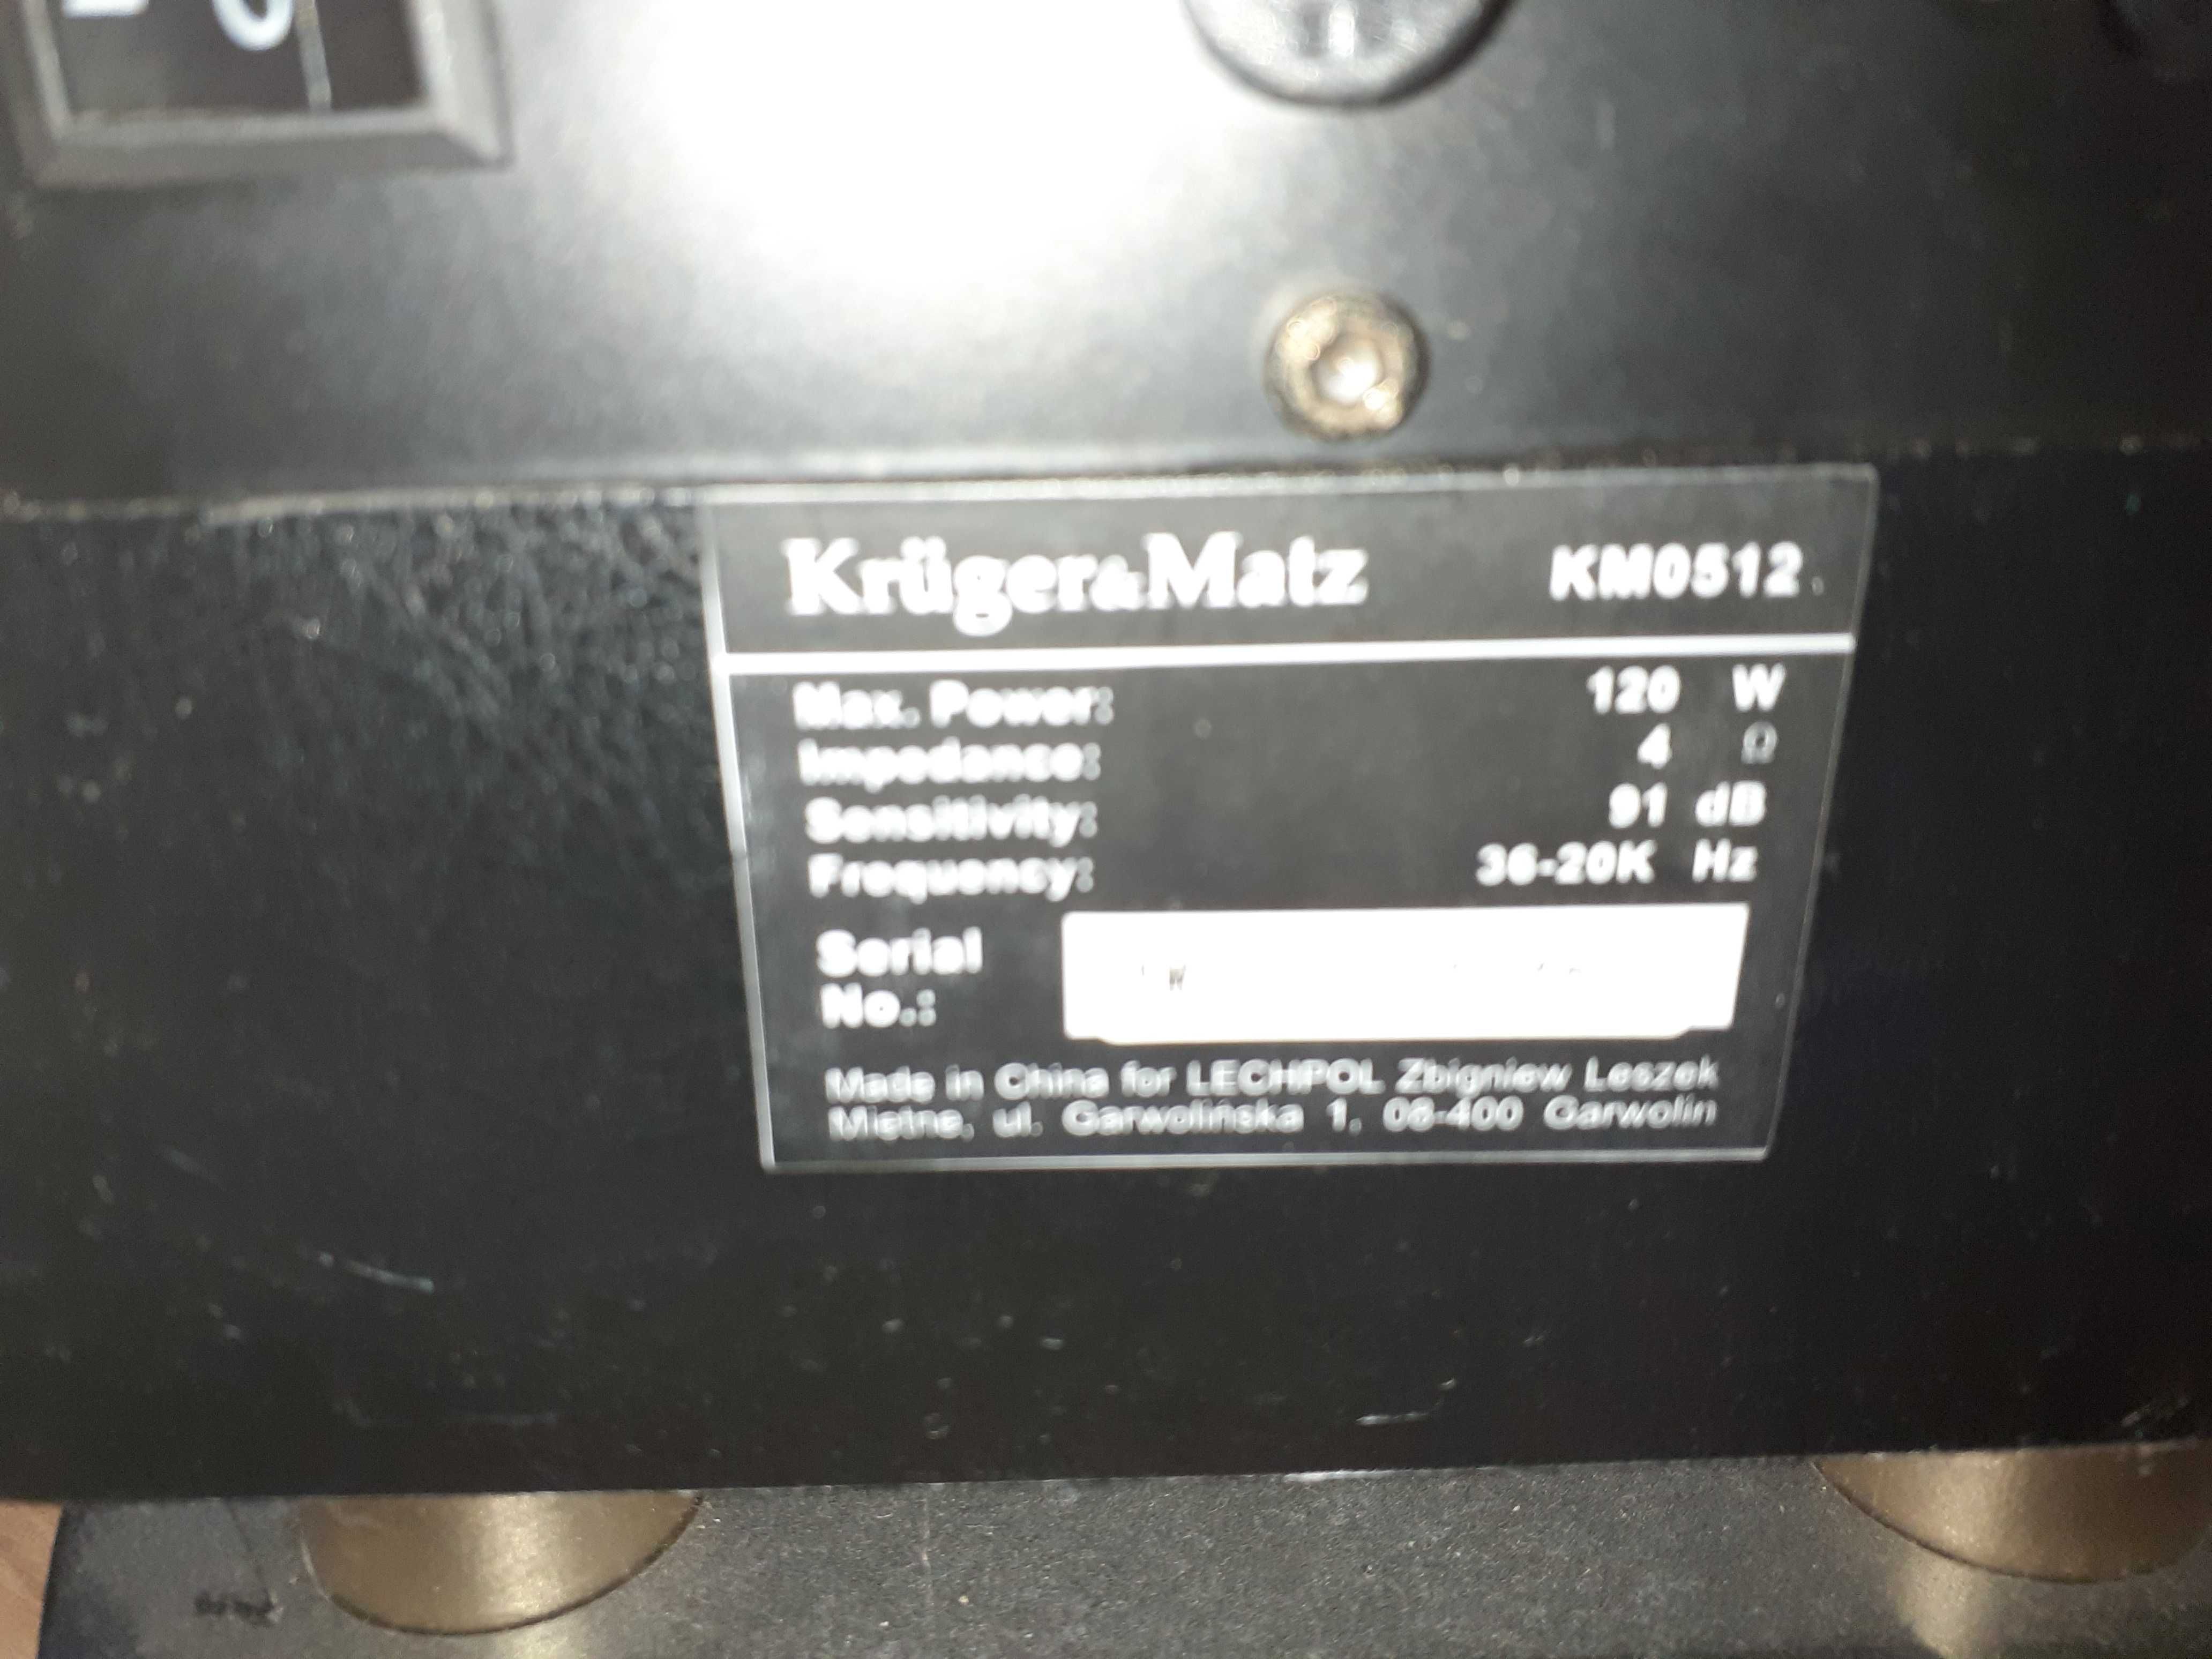 Krüger&Matz KM0512
Max. Power: 120 W
Impedance: 4 Ω
Sensitivity: 91 dB
Frequency: 36-20K Hz
Serial
No.:
Made in China for LECHPOL Zbigniew Leszek
Miętne, ul. Garwolińska 1, 08-400 Garwolin